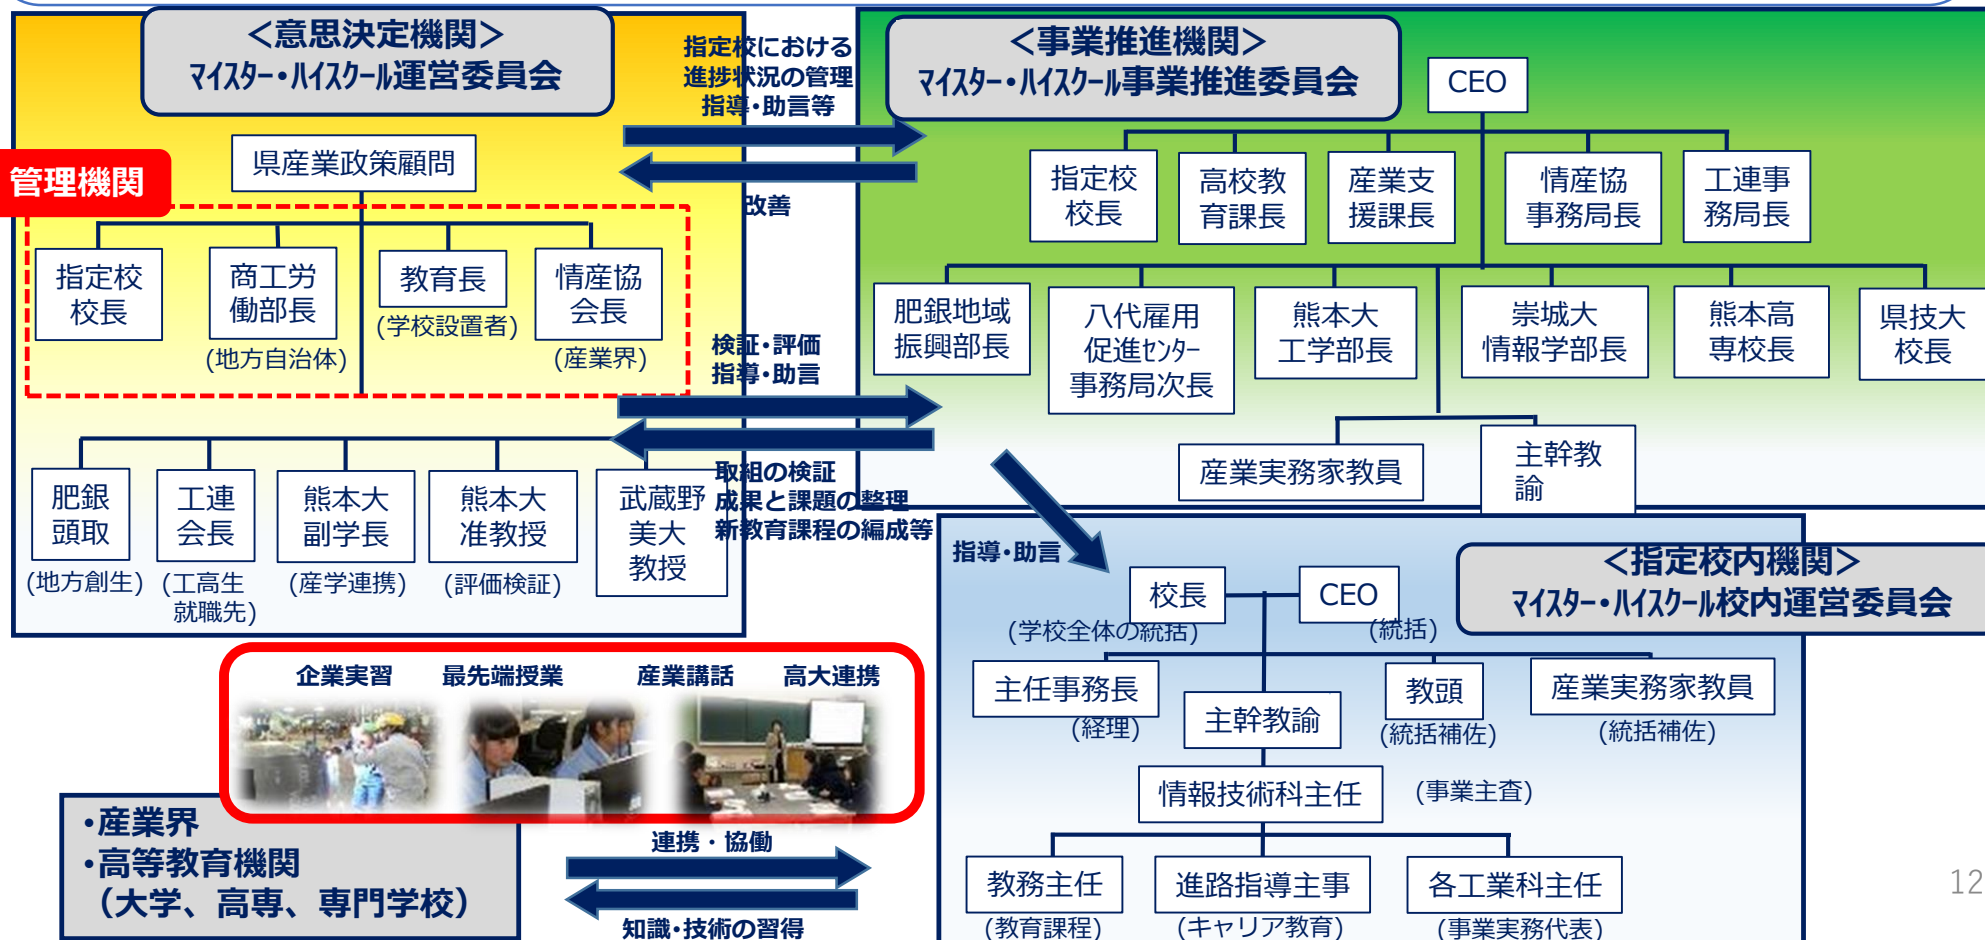 ＜意思決定機関＞
マイスター・ハイスクール運営委員会
管理機関
県産業政策顧問
指定校
校長
商工労
働部長
(地方自治体)
教育長
(学校設置者)
情産協
会長
(産業界)
肥銀
頭取
(地方創生)
工連
会長
(工高生
就職先)
熊本大
副学長
(産学連携)
熊本大
准教授
(評価検証)
武蔵野
美大
教授
指定校における
進捗状況の管理
指導・助言等
改善
検証・評価
指導・助言
取組の検証
成果と課題の整理
新教育課程の編成等
＜事業推進機関＞
マイスター・ハイスクール事業推進委員会
CEO
指定校
校長
高校教
育課長
産業支
援課長
情産協
事務局長
工連事
務局長
肥銀地域
振興部長
八代雇用
促進センター
事務局次長
熊本大
工学部長
崇城大
情報学部長
熊本高
専校長
県技大
校長
産業実務家教員
主幹教
諭
指導・助言
＜指定校内機関＞
マイスター・ハイスクール校内運営委員会
校長
(学校全体の統括)
CEO
(統括)
主任事務長
(経理)
主幹教諭
教頭
(統括補佐)
産業実務家教員
(統括補佐)
情報技術科主任
(事業主査)
教務主任
(教育課程)
進路指導主事
(キャリア教育)
各工業科主任
(事業実務代表)
企業実習
最先端授業
産業講話
高大連携
・産業界
・高等教育機関
（大学、高専、専門学校）
連携・協働
知識・技術の習得
12